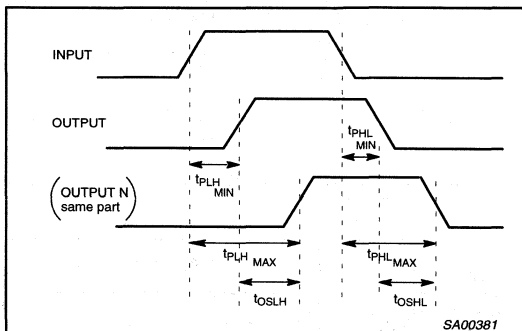 INPUT
OUTPUT
tPHL
MIN
tPLH
MIN
(OUTPUT N
same part)
tPLH
MAX
tPHL
MAX
tOSLH
tOSHL
SA00381